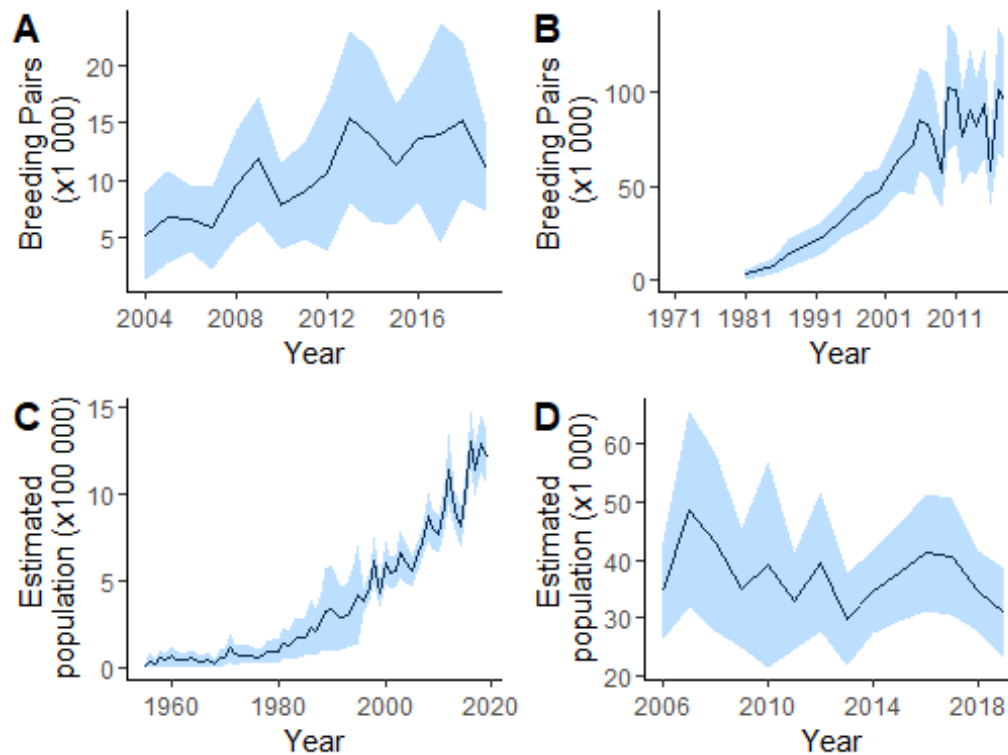 A
Breeding Pairs
(x1 000)
20
15
10
5
2004 2008 2012 2016
Year
B
Breeding Pairs
(x1 000)
100
50
0
1971 1981 1991 2001 2011
Year
C
Estimated
population (x100 000)
15
10
5
0
1960 1980 2000 2020
Year
D
Estimated
population (x1 000)
60
50
40
30
20
2006 2010 2014 2018
Year